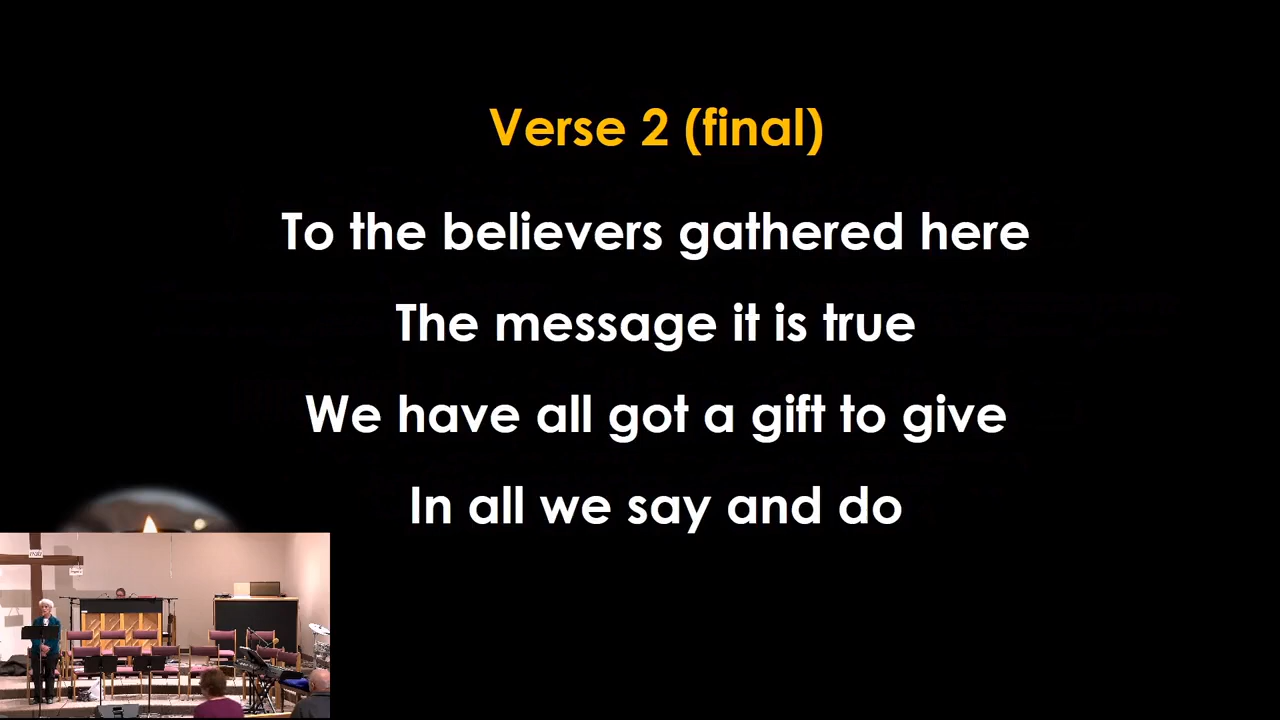 Verse 2 (final)
To the believers gathered here
The message it is true
We have all got a gift to give
In all we say and do